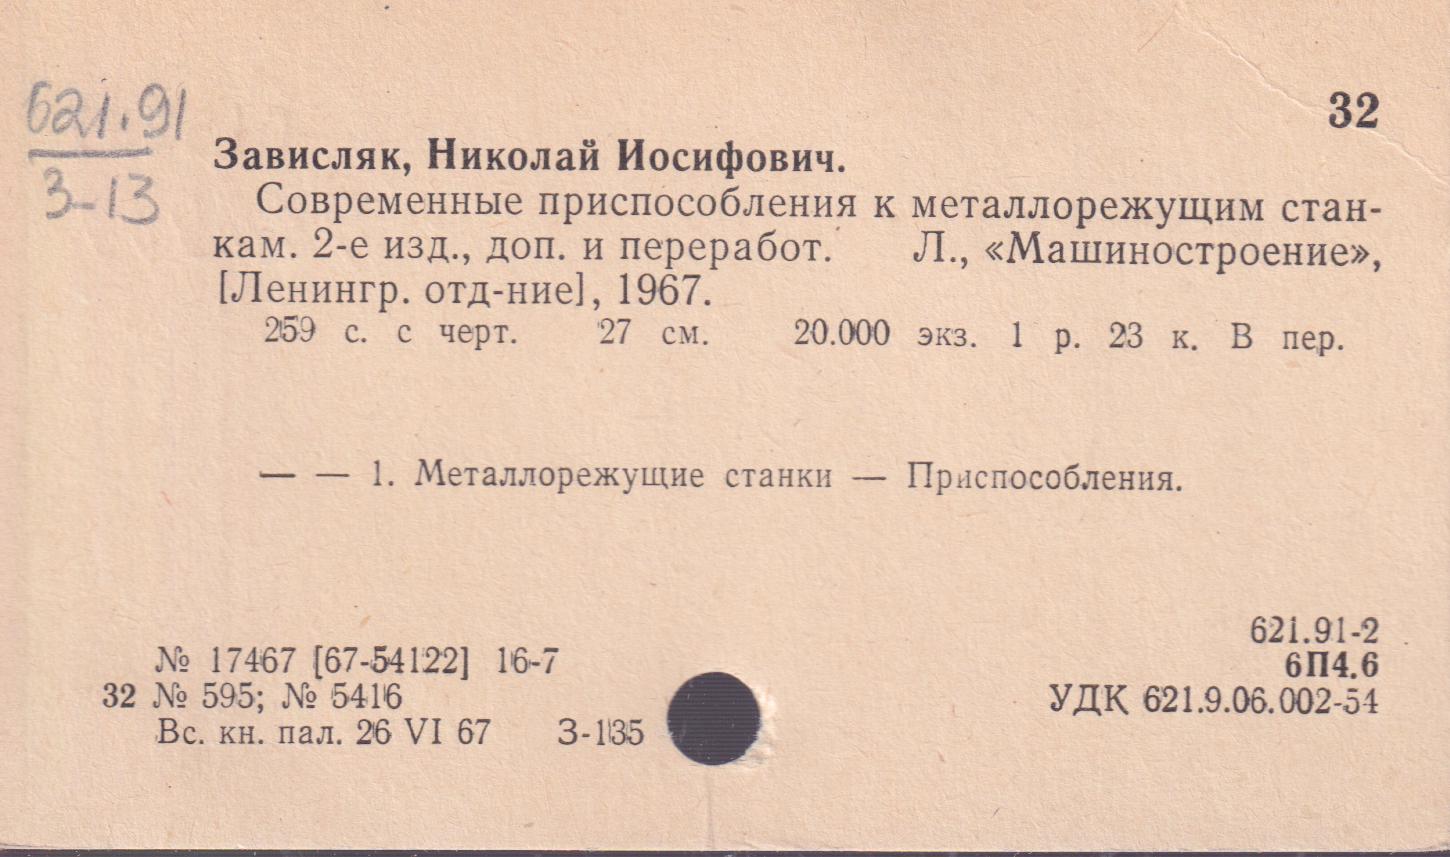 621.91
З-13
32
Зависляк, Николай Иосифович.
Современные приспособления к металлорежущим стан-
кам. 2-е изд., доп. и переработ. Л., «Машиностроение»,
[Ленингр. отд-ние], 1967.
259 с. с черт. 27 см. 20.000 экз. 1 р. 23 к. В пер.
— — 1. Металлорежущие станки — Приспособления.
№ 17467 [67-54122] 16-7
32 № 595; № 5416
Вс. кн. пал. 26 VI 67 З-135
621.91-2
6П4.6
УДК 621.9.06.002-54